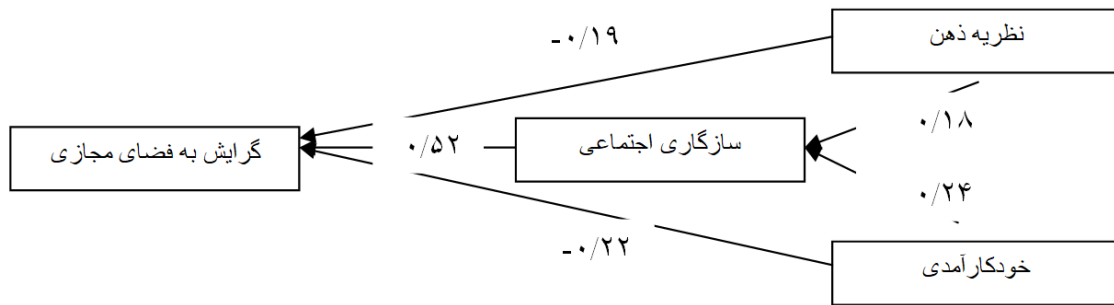 نظریه ذهن
-۰/۱۹
۰/۱۸
سازگاری اجتماعی
۰/۵۲
گرایش به فضای مجازی
۰/۲۴
-۰/۲۲
خودکارآمدی